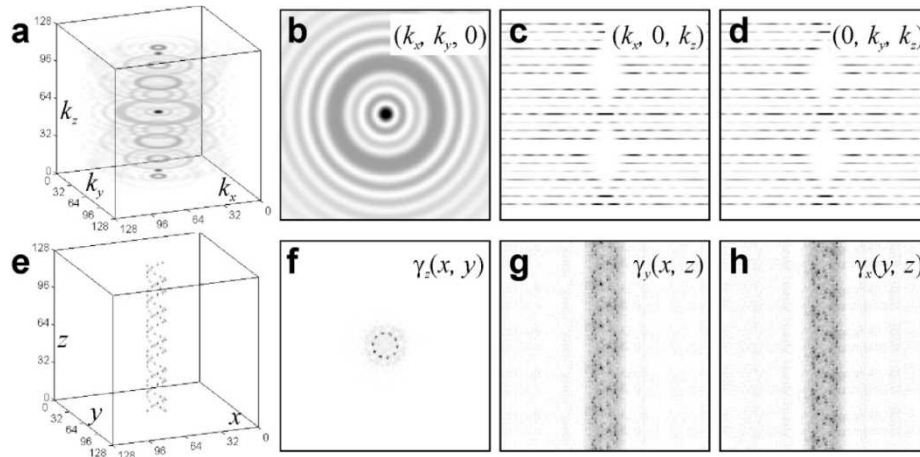 a
128
96
64
32
0
k_z
k_y
32
64
96
128
k_x
128
96
64
32
0
b
(k_x, k_y, 0)
c
(k_x, 0, k_z)
d
(0, k_y, k_z)
e
128
96
64
32
0
z
y
32
64
96
128
x
128
96
64
32
0
f
γ_z(x, y)
g
γ_y(x, z)
h
γ_x(y, z)